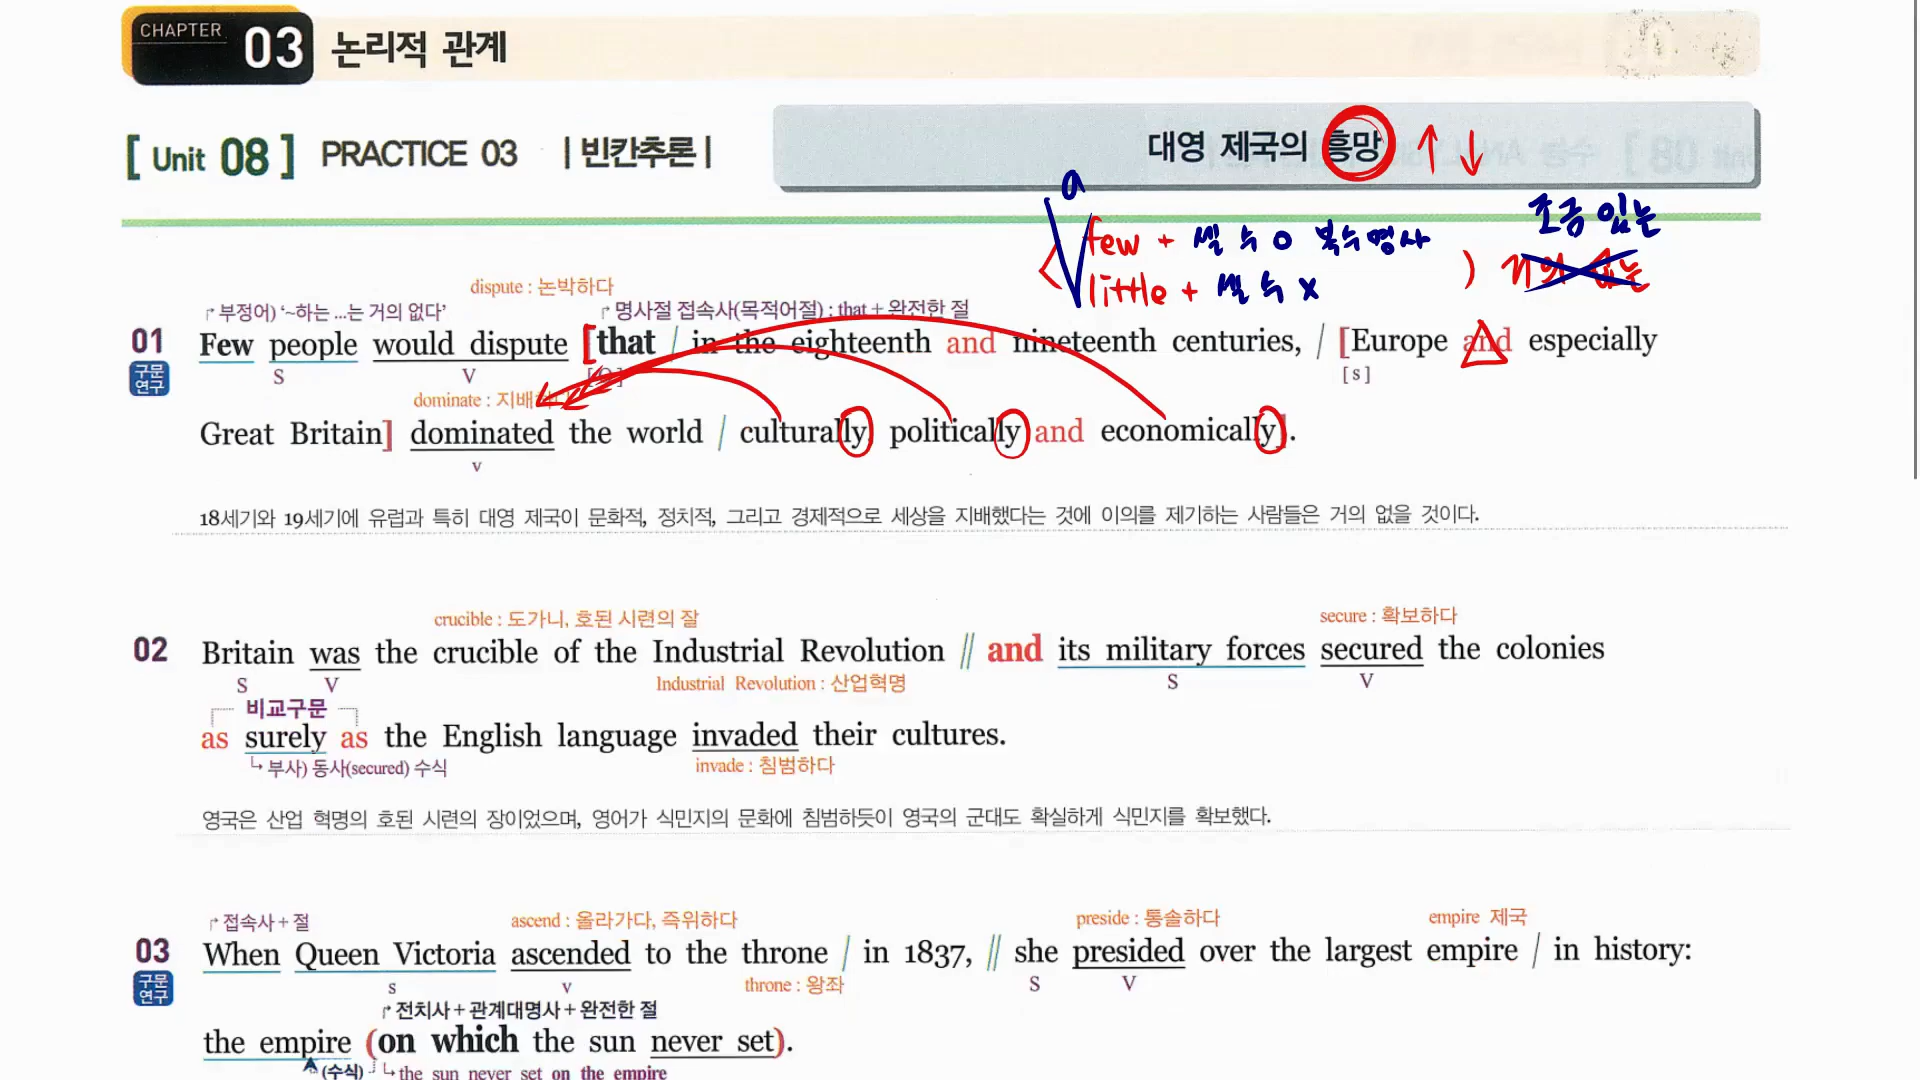 CHAPTER 03 논리적 관계
[ Unit 08 ] PRACTICE 03 | 빈칸추론 | 대영 제국의 흥망 ↑ ↓
a
few + 셀 수 O 복수명사 조금 있는
little + 셀 수 X ) 거의 없는
dispute : 논박하다
부정어) ‘~하는 ...는 거의 없다’ 명사절 접속사(목적어절) : that + 완전한 절
01 Few people would dispute [that / in the eighteenth and nineteenth centuries, / [Europe and especially
구문연구 S V [O] [s]
dominate : 지배하다
Great Britain] dominated the world / culturally, politically and economically].
v
18세기와 19세기에 유럽과 특히 대영 제국이 문화적, 정치적, 그리고 경제적으로 세상을 지배했다는 것에 이의를 제기하는 사람들은 거의 없을 것이다.
crucible : 도가니, 호된 시련의 잘 secure : 확보하다
02 Britain was the crucible of the Industrial Revolution // and its military forces secured the colonies
S V Industrial Revolution : 산업혁명 S V
비교구문
as surely as the English language invaded their cultures.
부사) 동사(secured) 수식 invade : 침범하다
영국은 산업 혁명의 호된 시련의 장이었으며, 영어가 식민지의 문화에 침범하듯이 영국의 군대도 확실하게 식민지를 확보했다.
접속사 + 절 ascend : 올라가다, 즉위하다 preside : 통솔하다 empire 제국
03 When Queen Victoria ascended to the throne / in 1837, // she presided over the largest empire / in history:
구문연구 s v throne : 왕좌 S V
전치사 + 관계대명사 + 완전한 절
the empire (on which the sun never set).
(수식) the sun never set on the empire